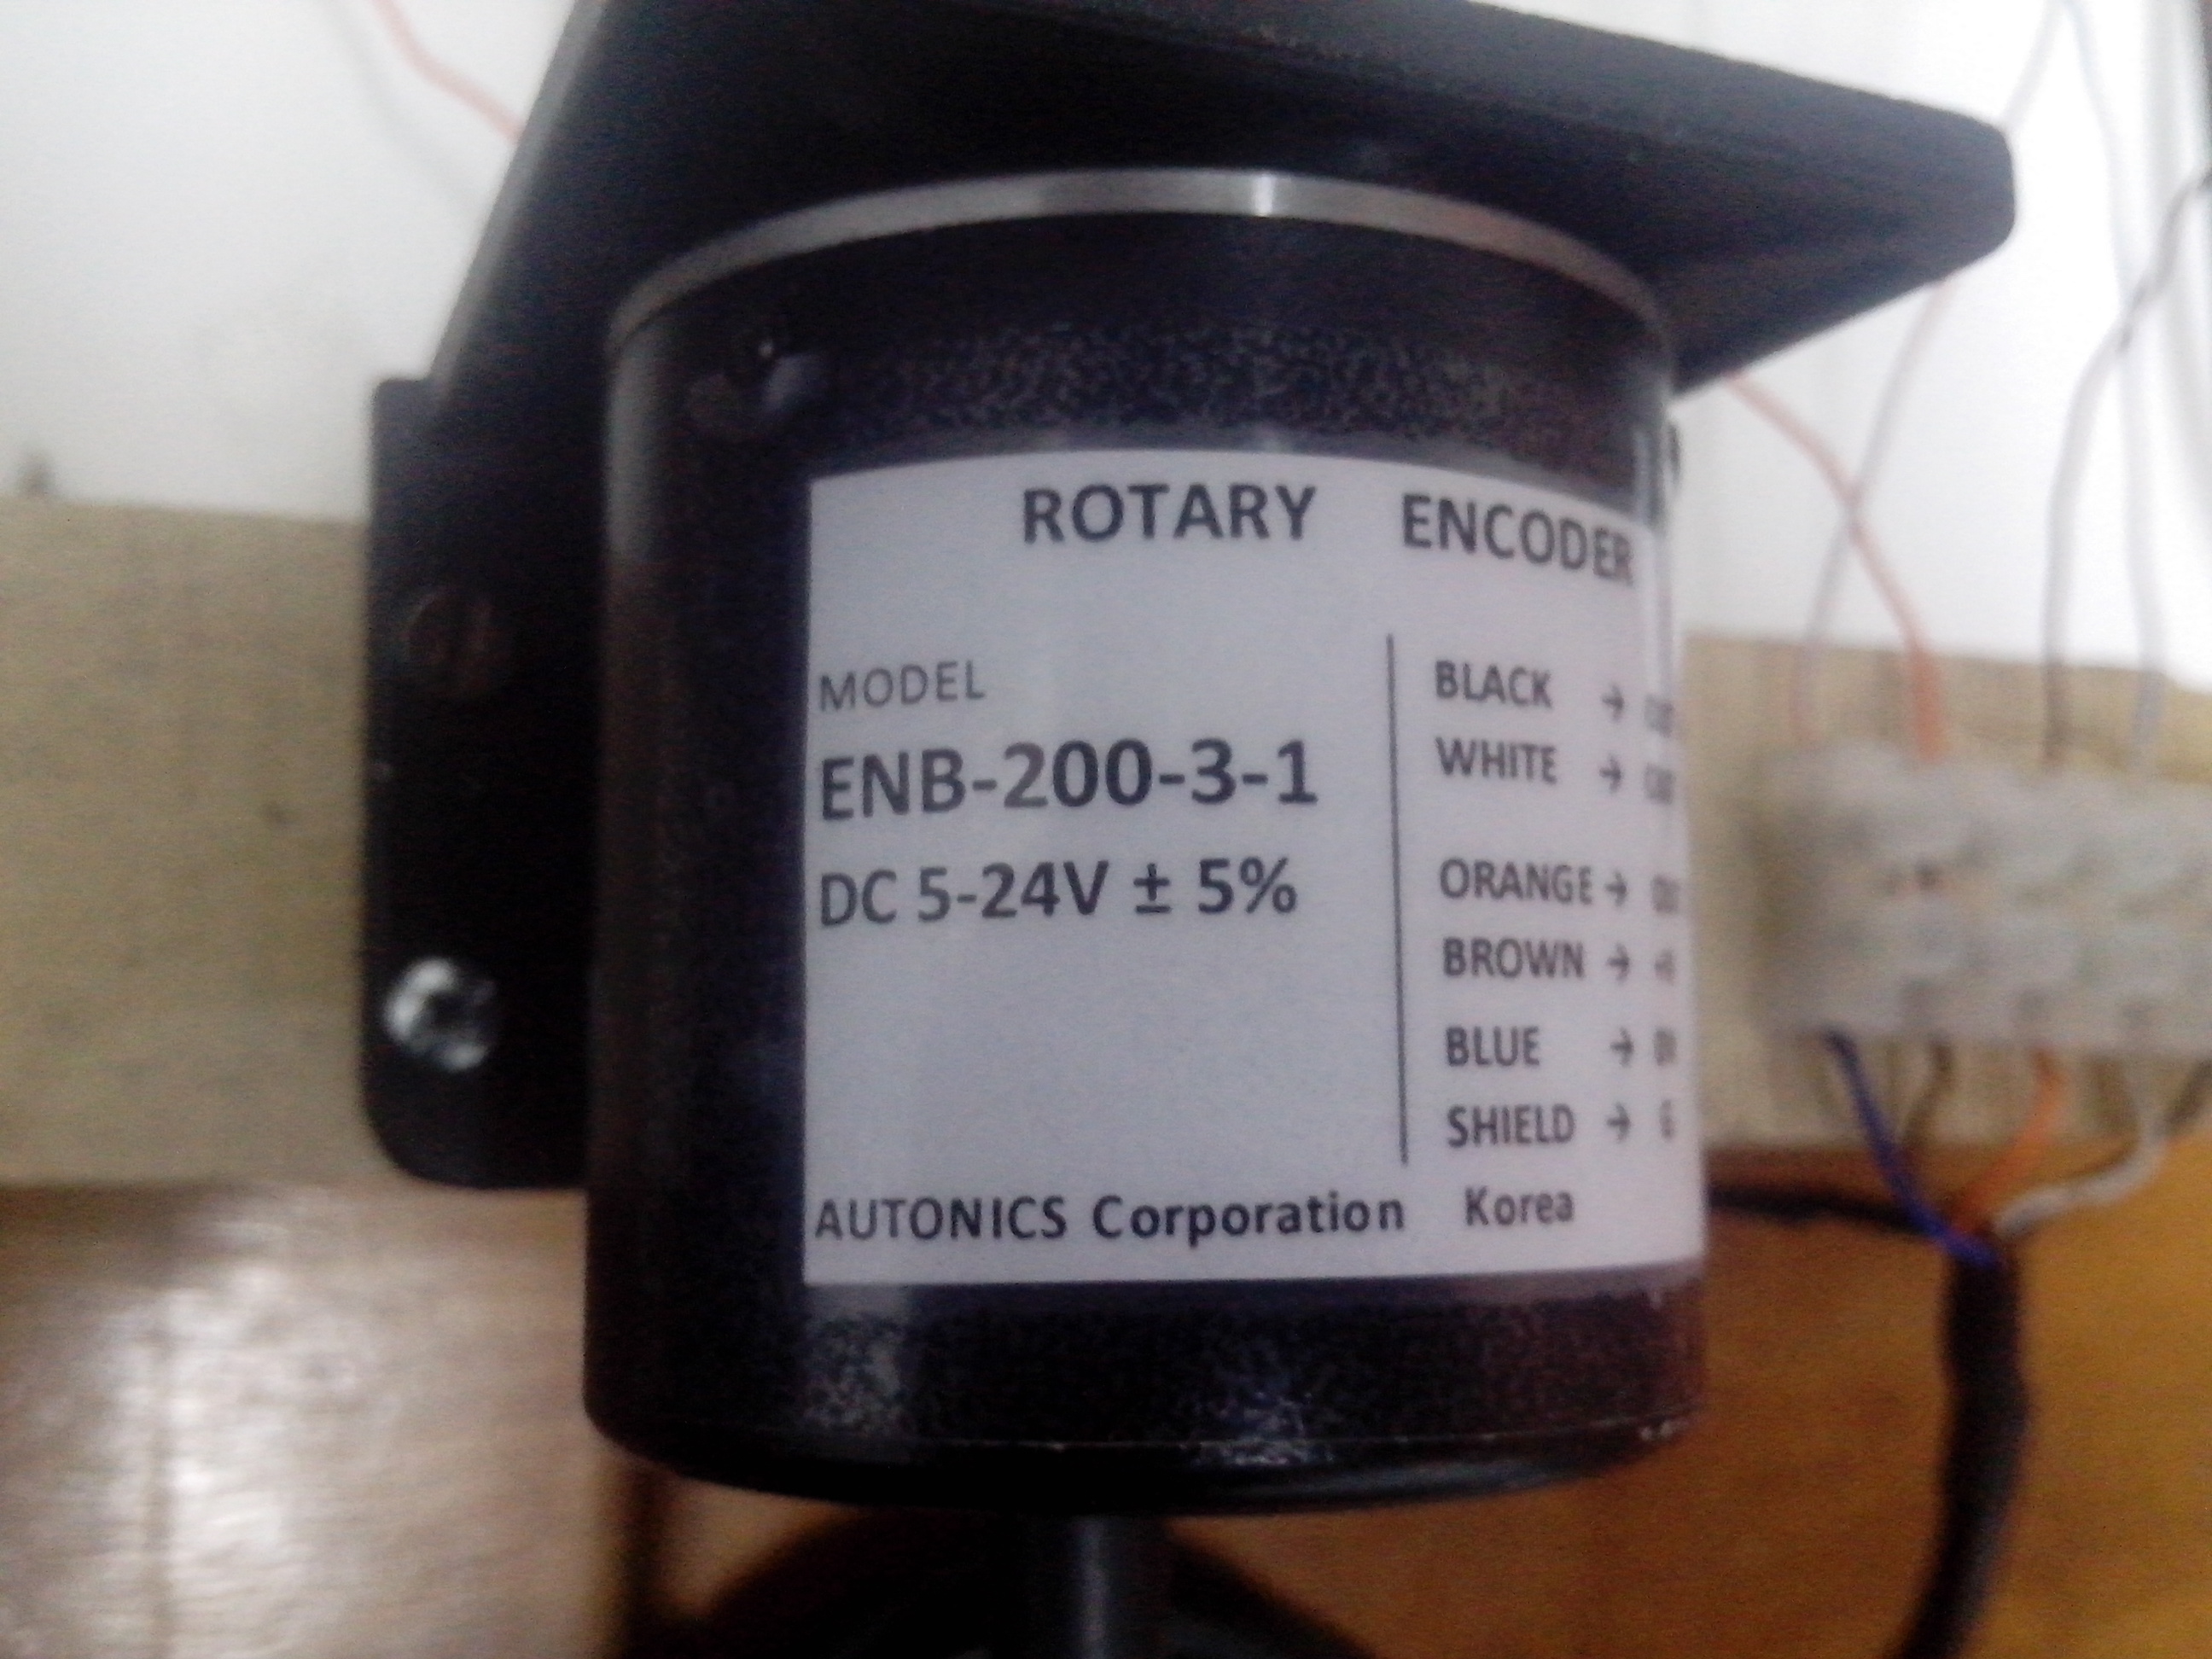 ROTARY ENCODER
MODEL
ENB-200-3-1
DC 5-24V ± 5%
BLACK →
WHITE →
ORANGE →
BROWN →
BLUE →
SHIELD →
AUTONICS Corporation Korea